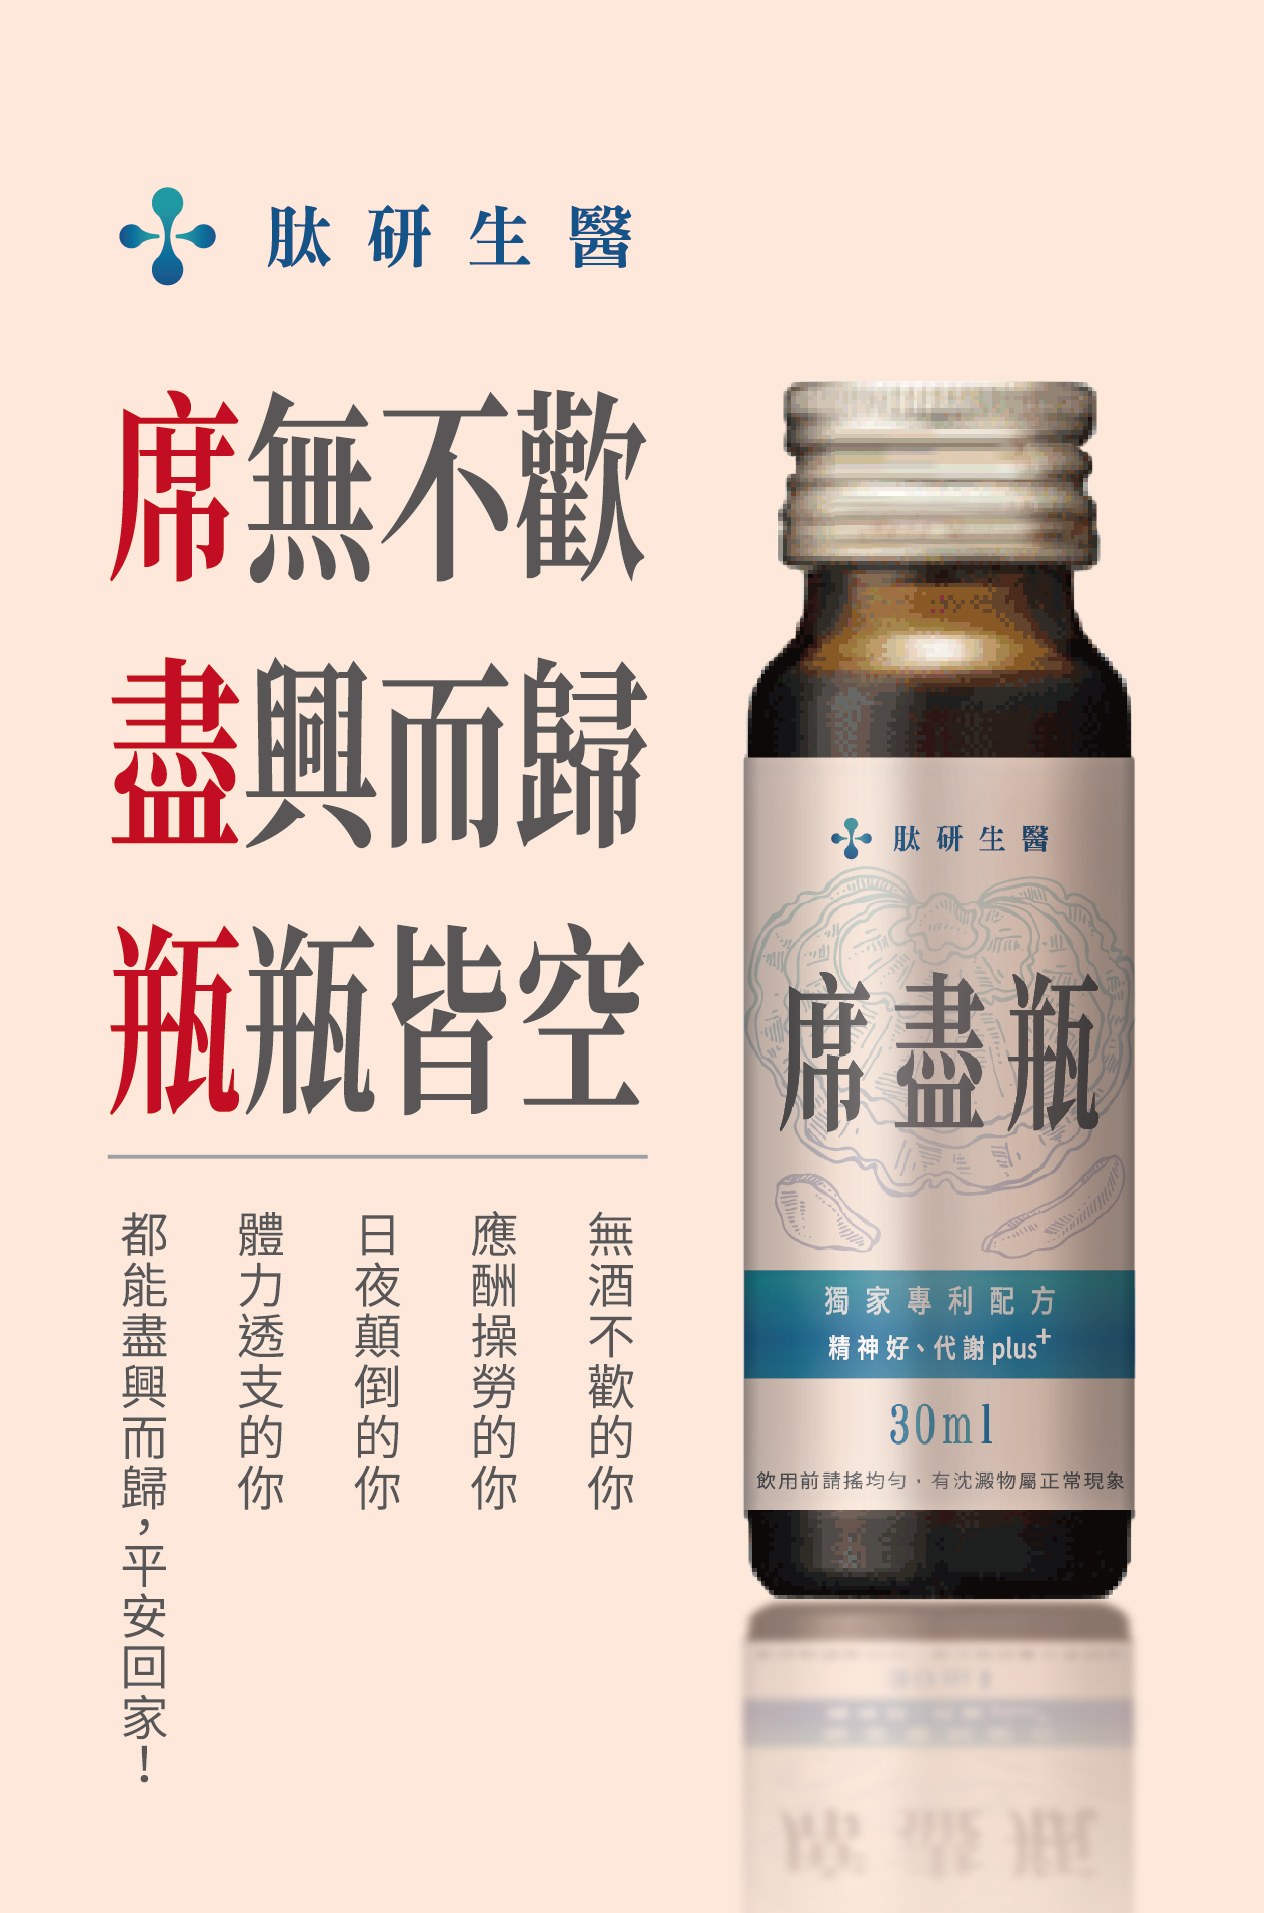 肽研生醫
席無不歡
盡興而歸
瓶瓶皆空
無酒不歡的你
應酬操勞的你
日夜顛倒的你
體力透支的你
都能盡興而歸，平安回家！
肽研生醫
席盡瓶
獨家專利配方
精神好、代謝plus+
30ml
飲用前請搖均勻，有沈澱物屬正常現象